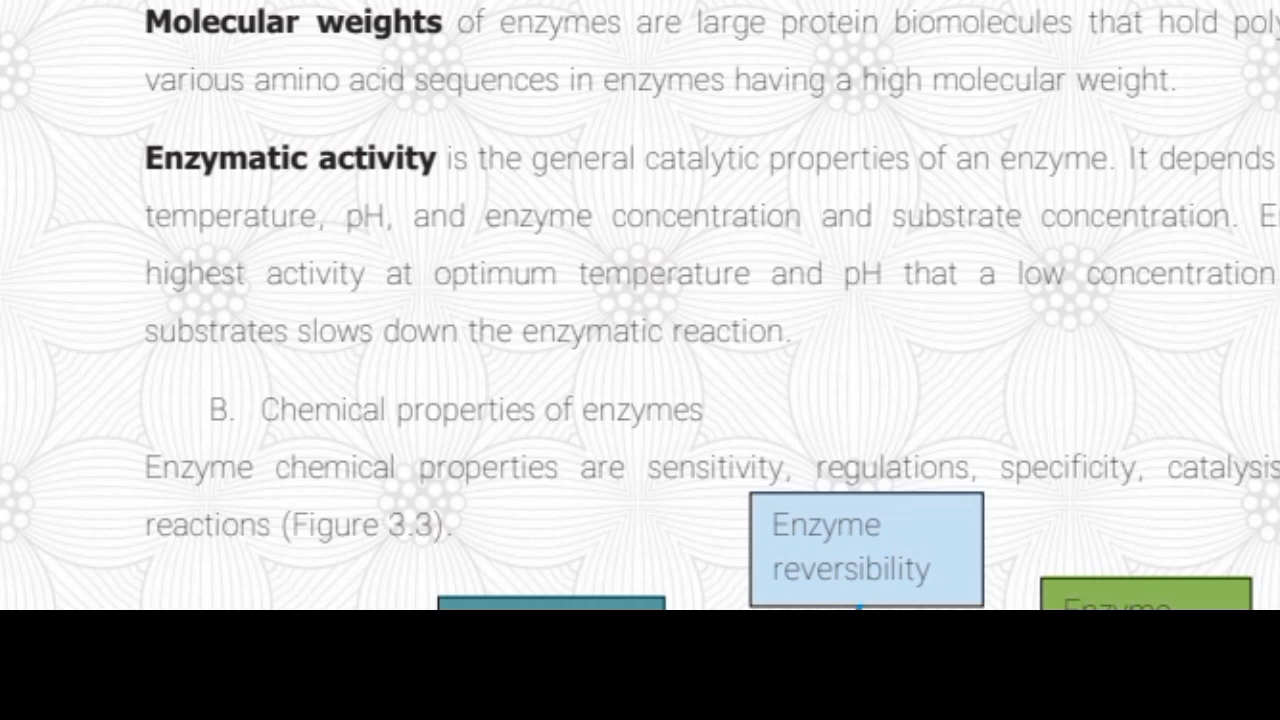 Molecular weights of enzymes are large protein biomolecules that hold
various amino acid sequences in enzymes having a high molecular weight.
Enzymatic activity is the general catalytic properties of an enzyme. It depends
temperature, pH, and enzyme concentration and substrate concentration.
highest activity at optimum temperature and pH that a low concentration
substrates slows down the enzymatic reaction.
B. Chemical properties of enzymes
Enzyme chemical properties are sensitivity, regulations, specificity, catalysis
reactions (Figure 3.3).
Enzyme
reversibility
Enzyme